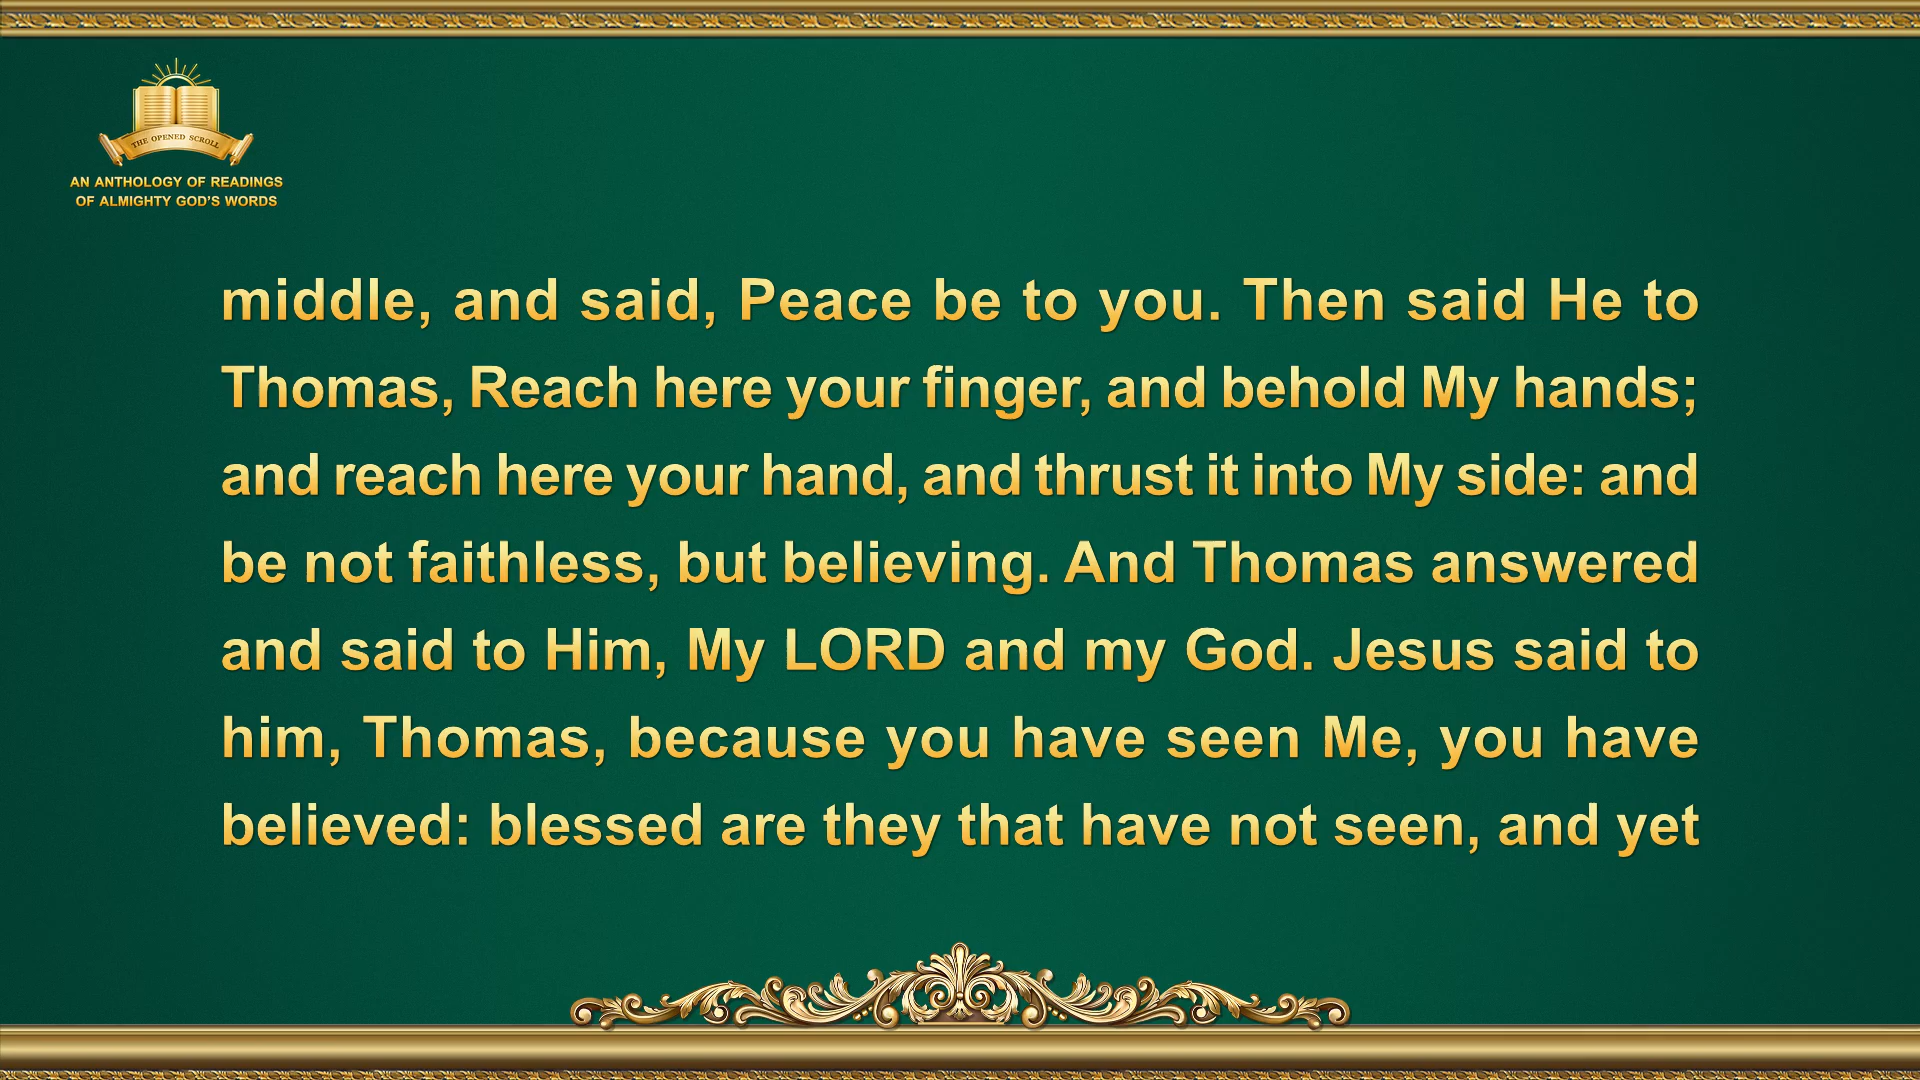 THE OPENED SCROLL
AN ANTHOLOGY OF READINGS
OF ALMIGHTY GOD'S WORDS
middle, and said, Peace be to you. Then said He to
Thomas, Reach here your finger, and behold My hands;
and reach here your hand, and thrust it into My side: and
be not faithless, but believing. And Thomas answered
and said to Him, My LORD and my God. Jesus said to
him, Thomas, because you have seen Me, you have
believed: blessed are they that have not seen, and yet